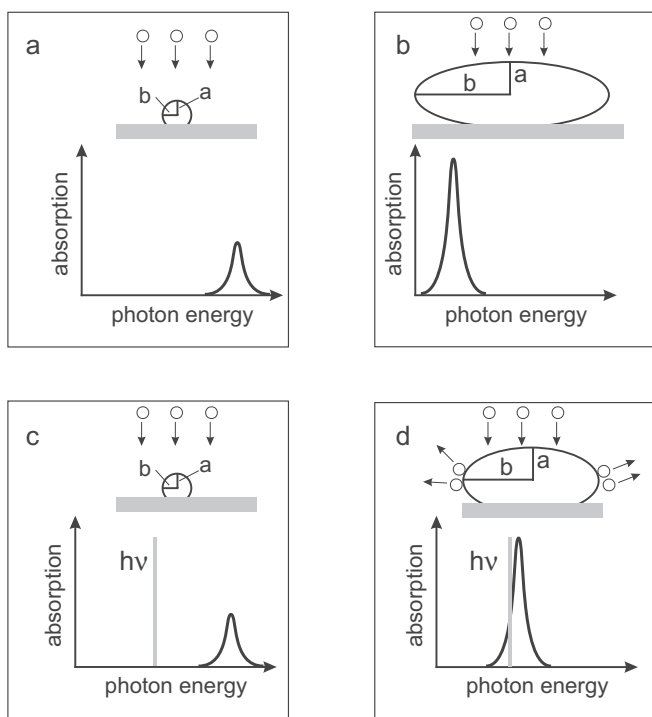 a
b
a
absorption
photon energy
b
b
a
absorption
photon energy
c
b
a
hν
absorption
photon energy
d
b
a
hν
absorption
photon energy